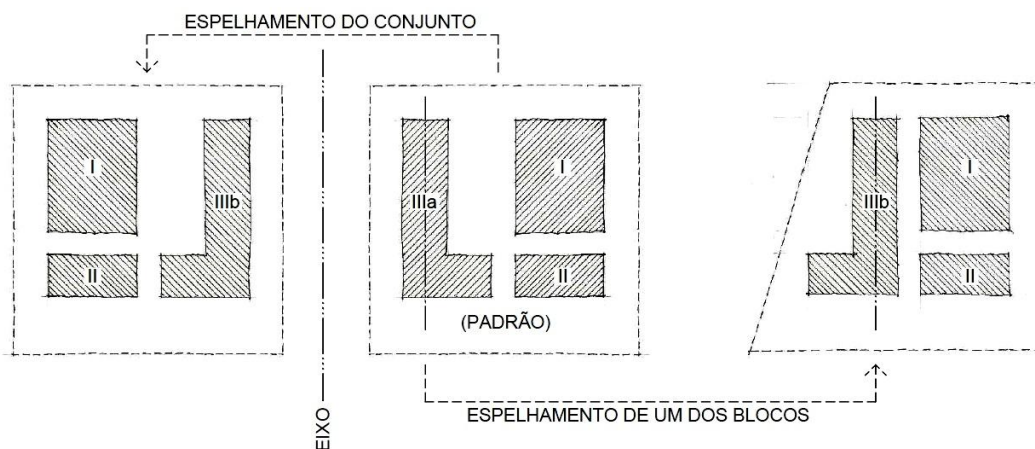 ESPELHAMENTO DO CONJUNTO
I
IIIb
II
EIXO
IIIa
I
II
(PADRÃO)
IIIb
I
II
ESPELHAMENTO DE UM DOS BLOCOS